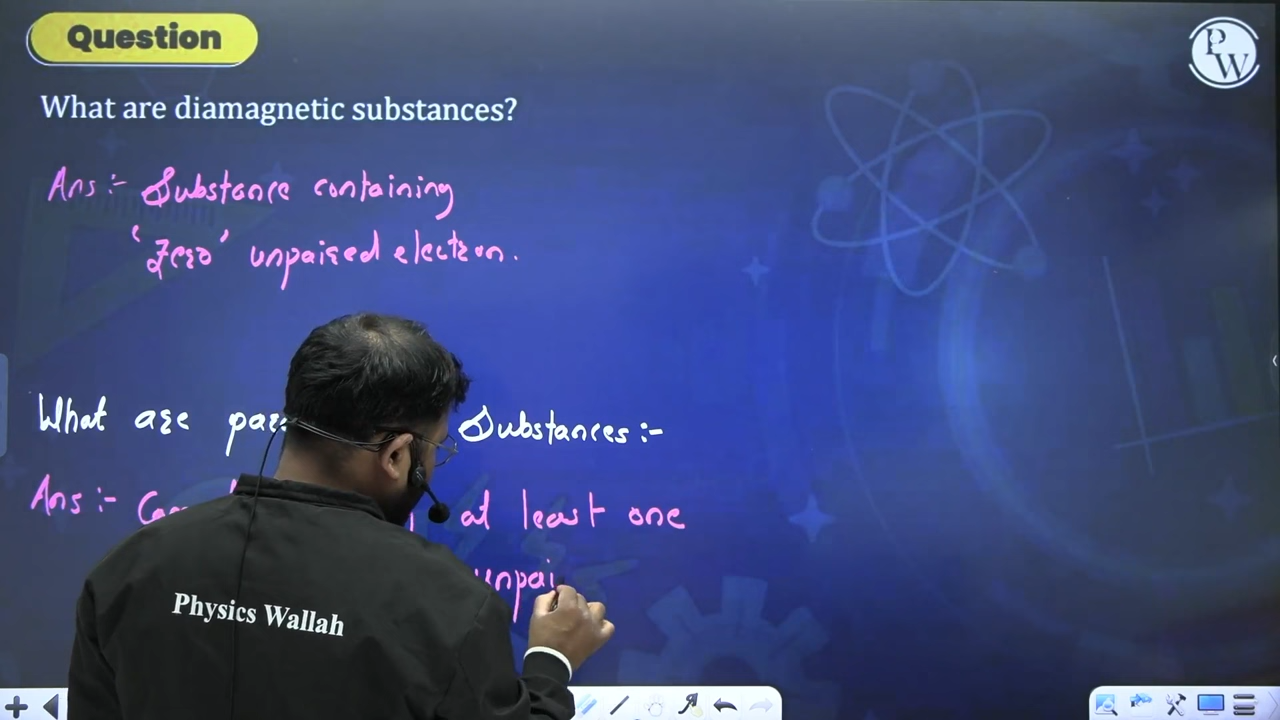 Question
PW
What are diamagnetic substances?
Ans :- Substance containing
'Zero' unpaired electron.
What are Substances :-
Ans :- at least one
Physics Wallah